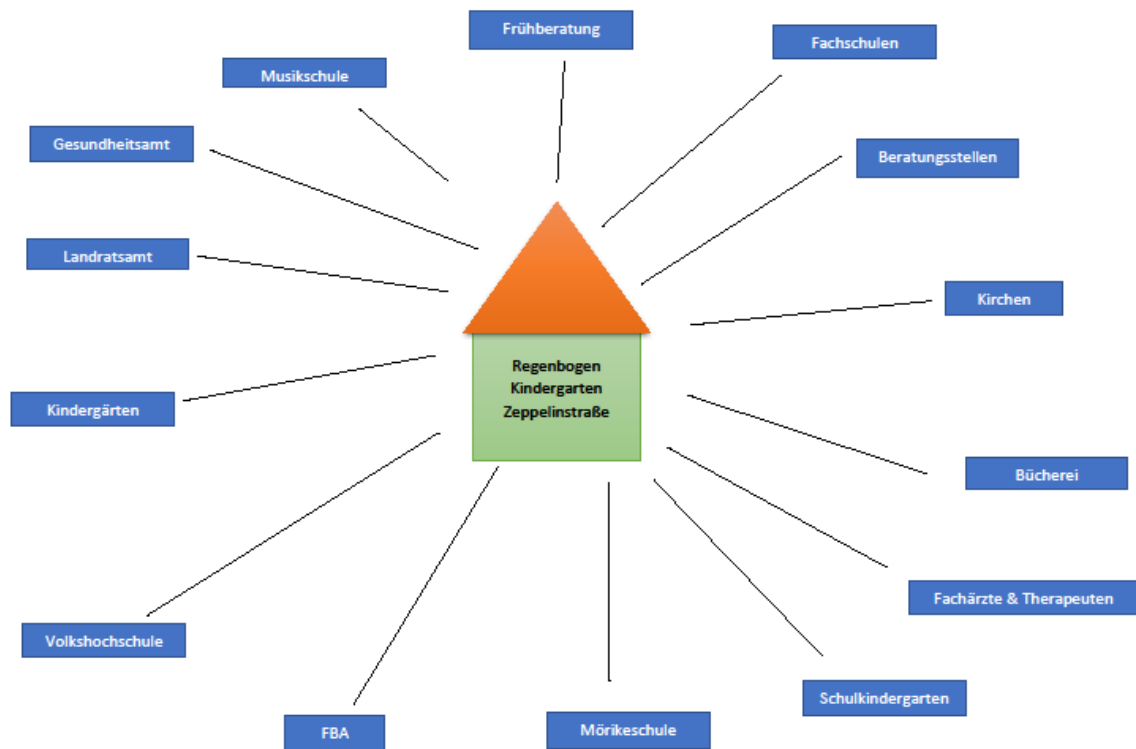 Frühberatung
Fachschulen
Musikschule
Gesundheitsamt
Beratungsstellen
Landratsamt
Kirchen
Regenbogen
Kindergarten
Zeppelinstraße
Kindergärten
Bücherei
Fachärzte & Therapeuten
Volkshochschule
Schulkindergarten
FBA
Mörikeschule